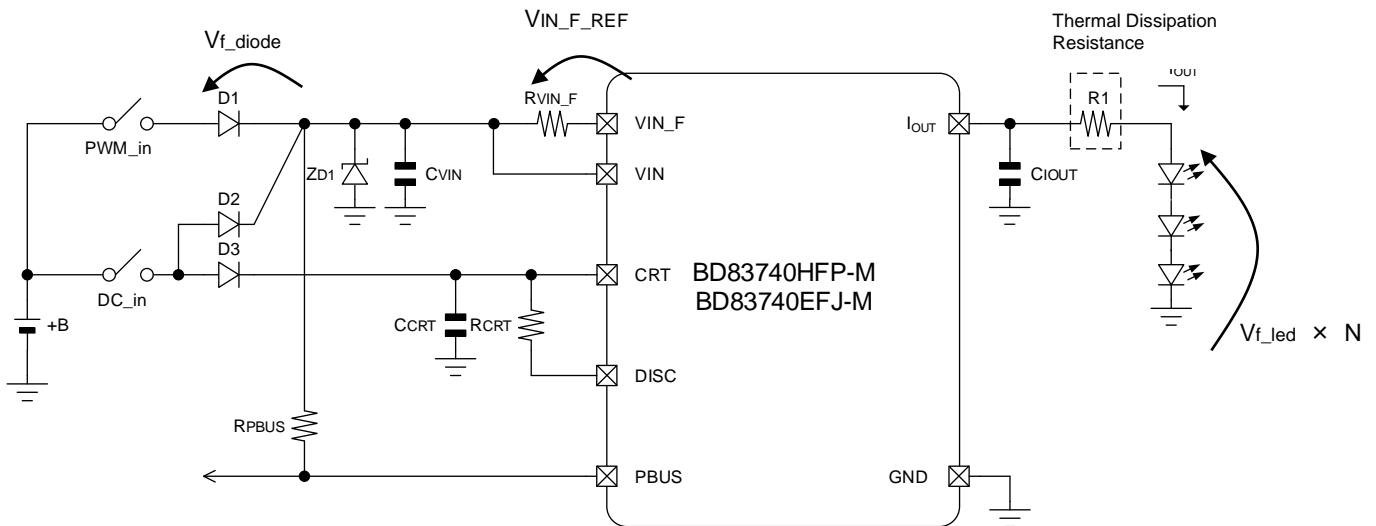 VIN_F_REF
Thermal Dissipation
Resistance
Vf_diode
IOUT
D1
RVIN_F
R1
VIN_F
IOUT
PWM_in
ZD1
CVIN
VIN
CIOUT
D2
D3
CRT
BD83740HFP-M
BD83740EFJ-M
DC_in
+B
CCRT
RCRT
Vf_led × N
DISC
RPBUS
PBUS
GND